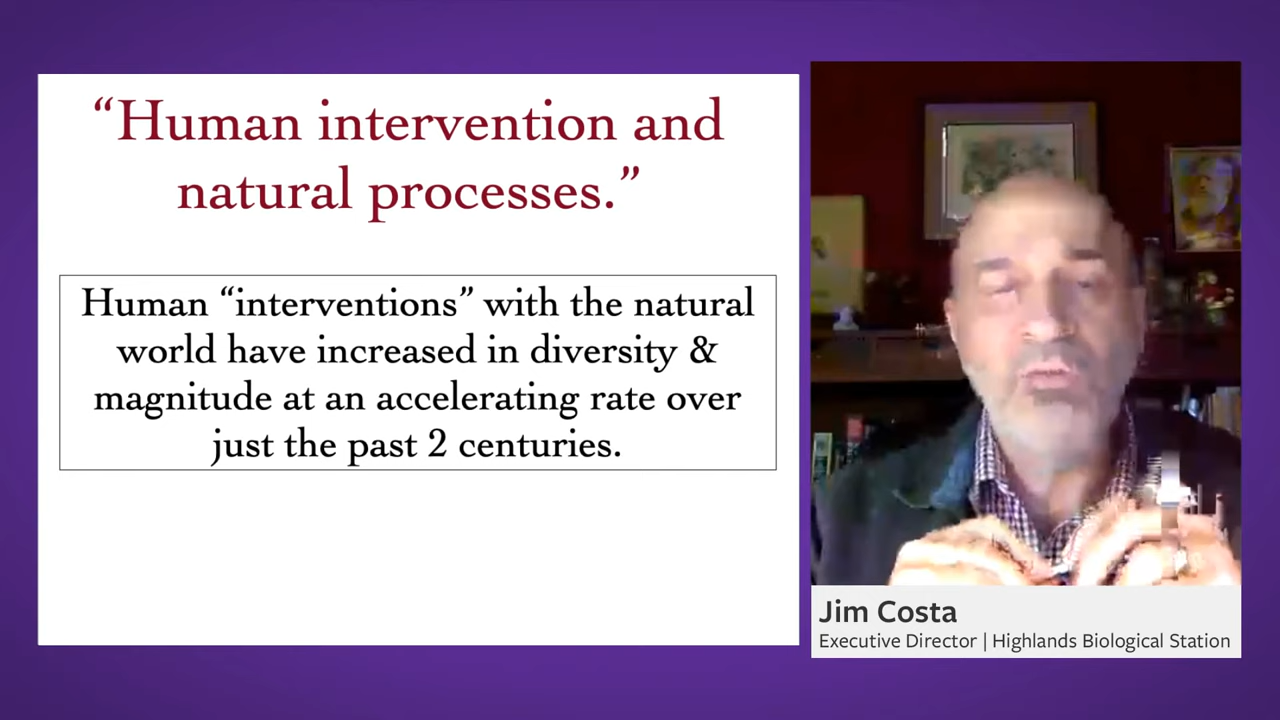 “Human intervention and
natural processes.”
Human “interventions” with the natural
world have increased in diversity &
magnitude at an accelerating rate over
just the past 2 centuries.
Jim Costa
Executive Director | Highlands Biological Station